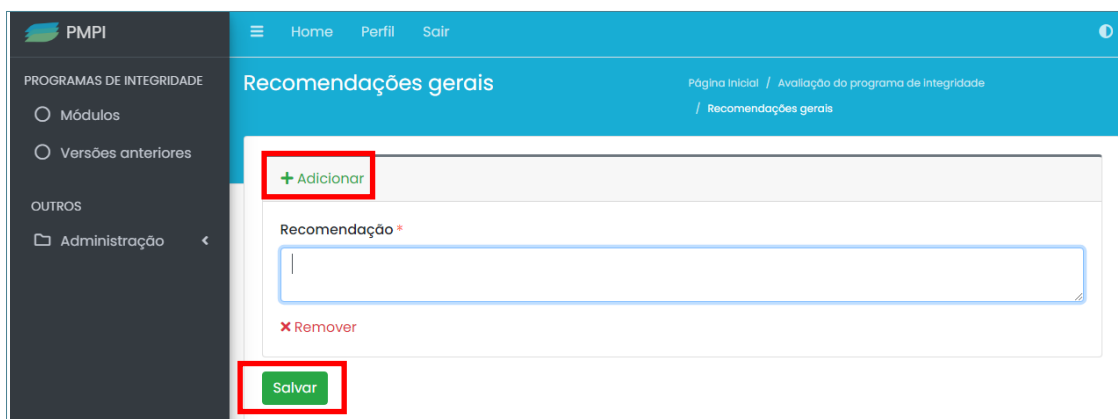 PMPI
PROGRAMAS DE INTEGRIDADE
Módulos
Versões anteriores
OUTROS
Administração
Home Perfil Sair
Recomendações gerais
Página Inicial / Avaliação do programa de integridade
/ Recomendações gerais
+ Adicionar
Recomendação *
Remover
Salvar